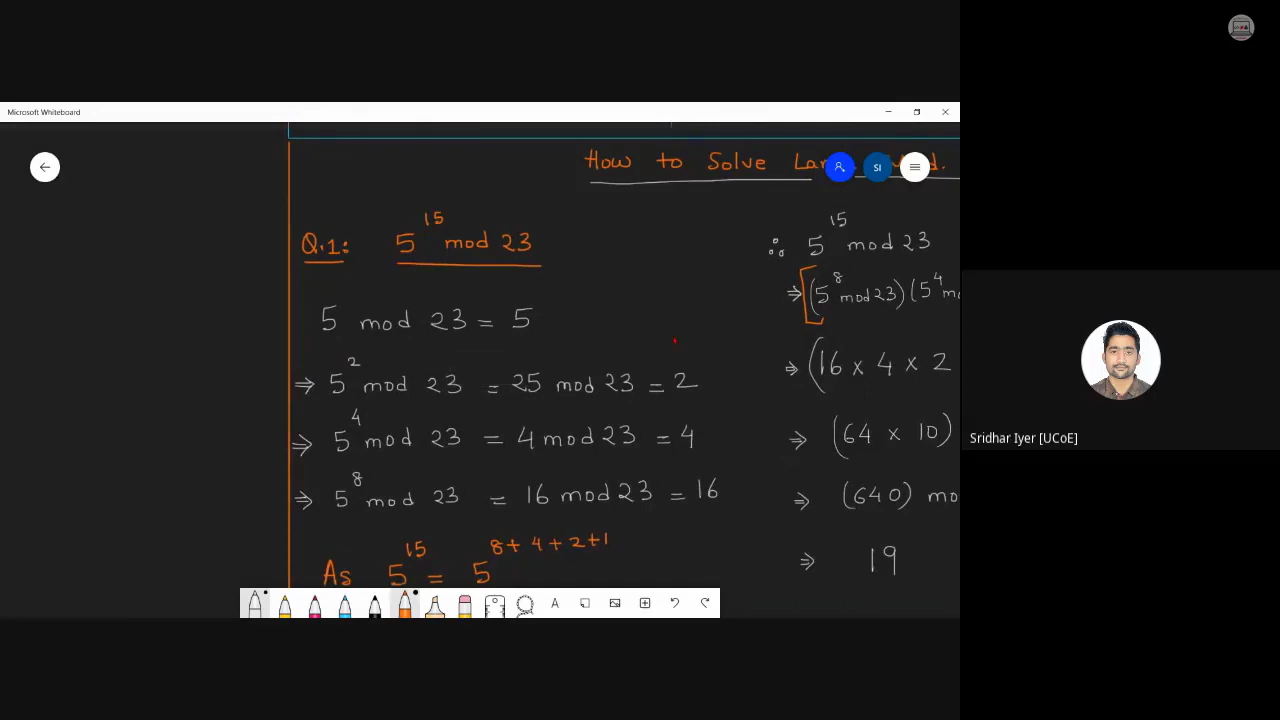 Microsoft Whiteboard
How to Solve
SI
Q.1: 5^15 mod 23
5 mod 23 = 5
⇒ 5^2 mod 23 = 25 mod 23 = 2
⇒ 5^4 mod 23 = 4 mod 23 = 4
⇒ 5^8 mod 23 = 16 mod 23 = 16
As 5^15 = 5^8+4+2+1
∴ 5^15 mod 23
⇒ [(5^8 mod 23) (5^4
⇒ (16 × 4 × 2
⇒ (64 × 10)
⇒ (640)
⇒ 19
A
Sridhar Iyer [UCoE]